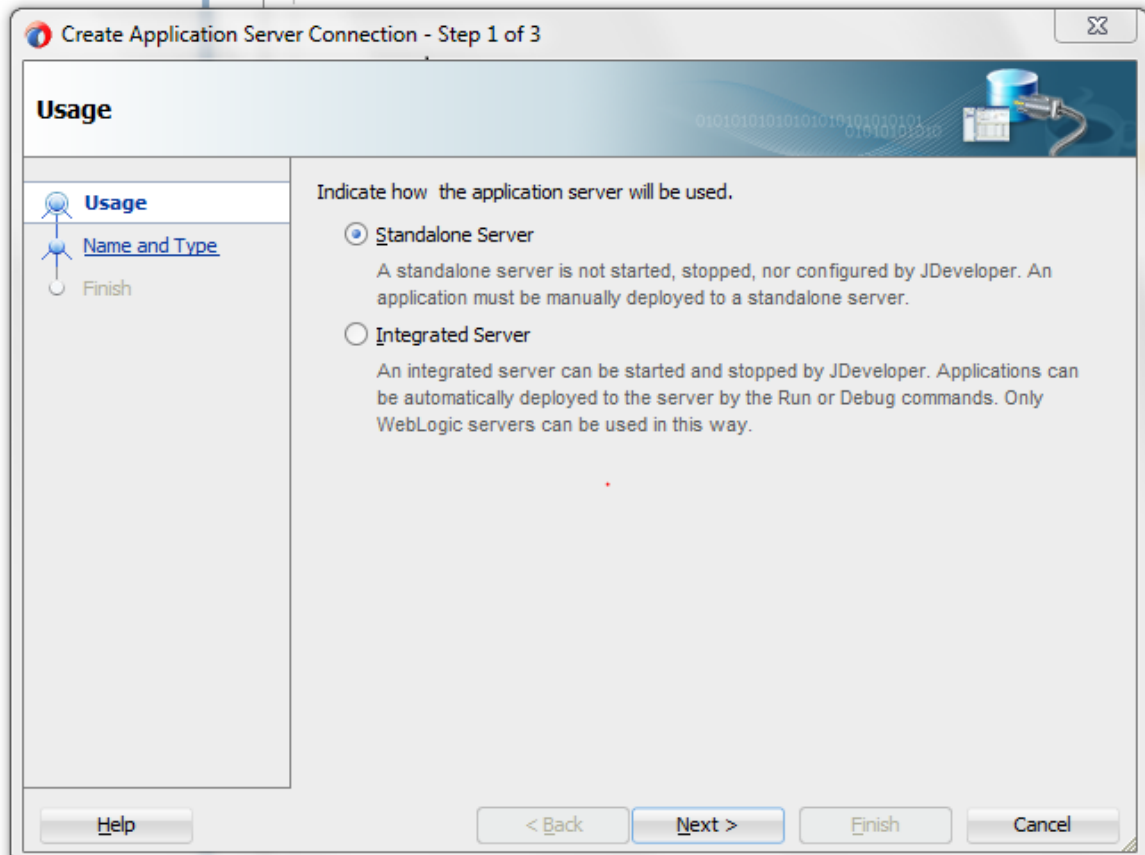 Create Application Server Connection - Step 1 of 3
Usage
010101010101010101010101010101
01010101010
Usage
Name and Type
Finish
Indicate how the application server will be used.
Standalone Server
A standalone server is not started, stopped, nor configured by JDeveloper. An
application must be manually deployed to a standalone server.
Integrated Server
An integrated server can be started and stopped by JDeveloper. Applications can
be automatically deployed to the server by the Run or Debug commands. Only
WebLogic servers can be used in this way.
Help
< Back
Next >
Finish
Cancel